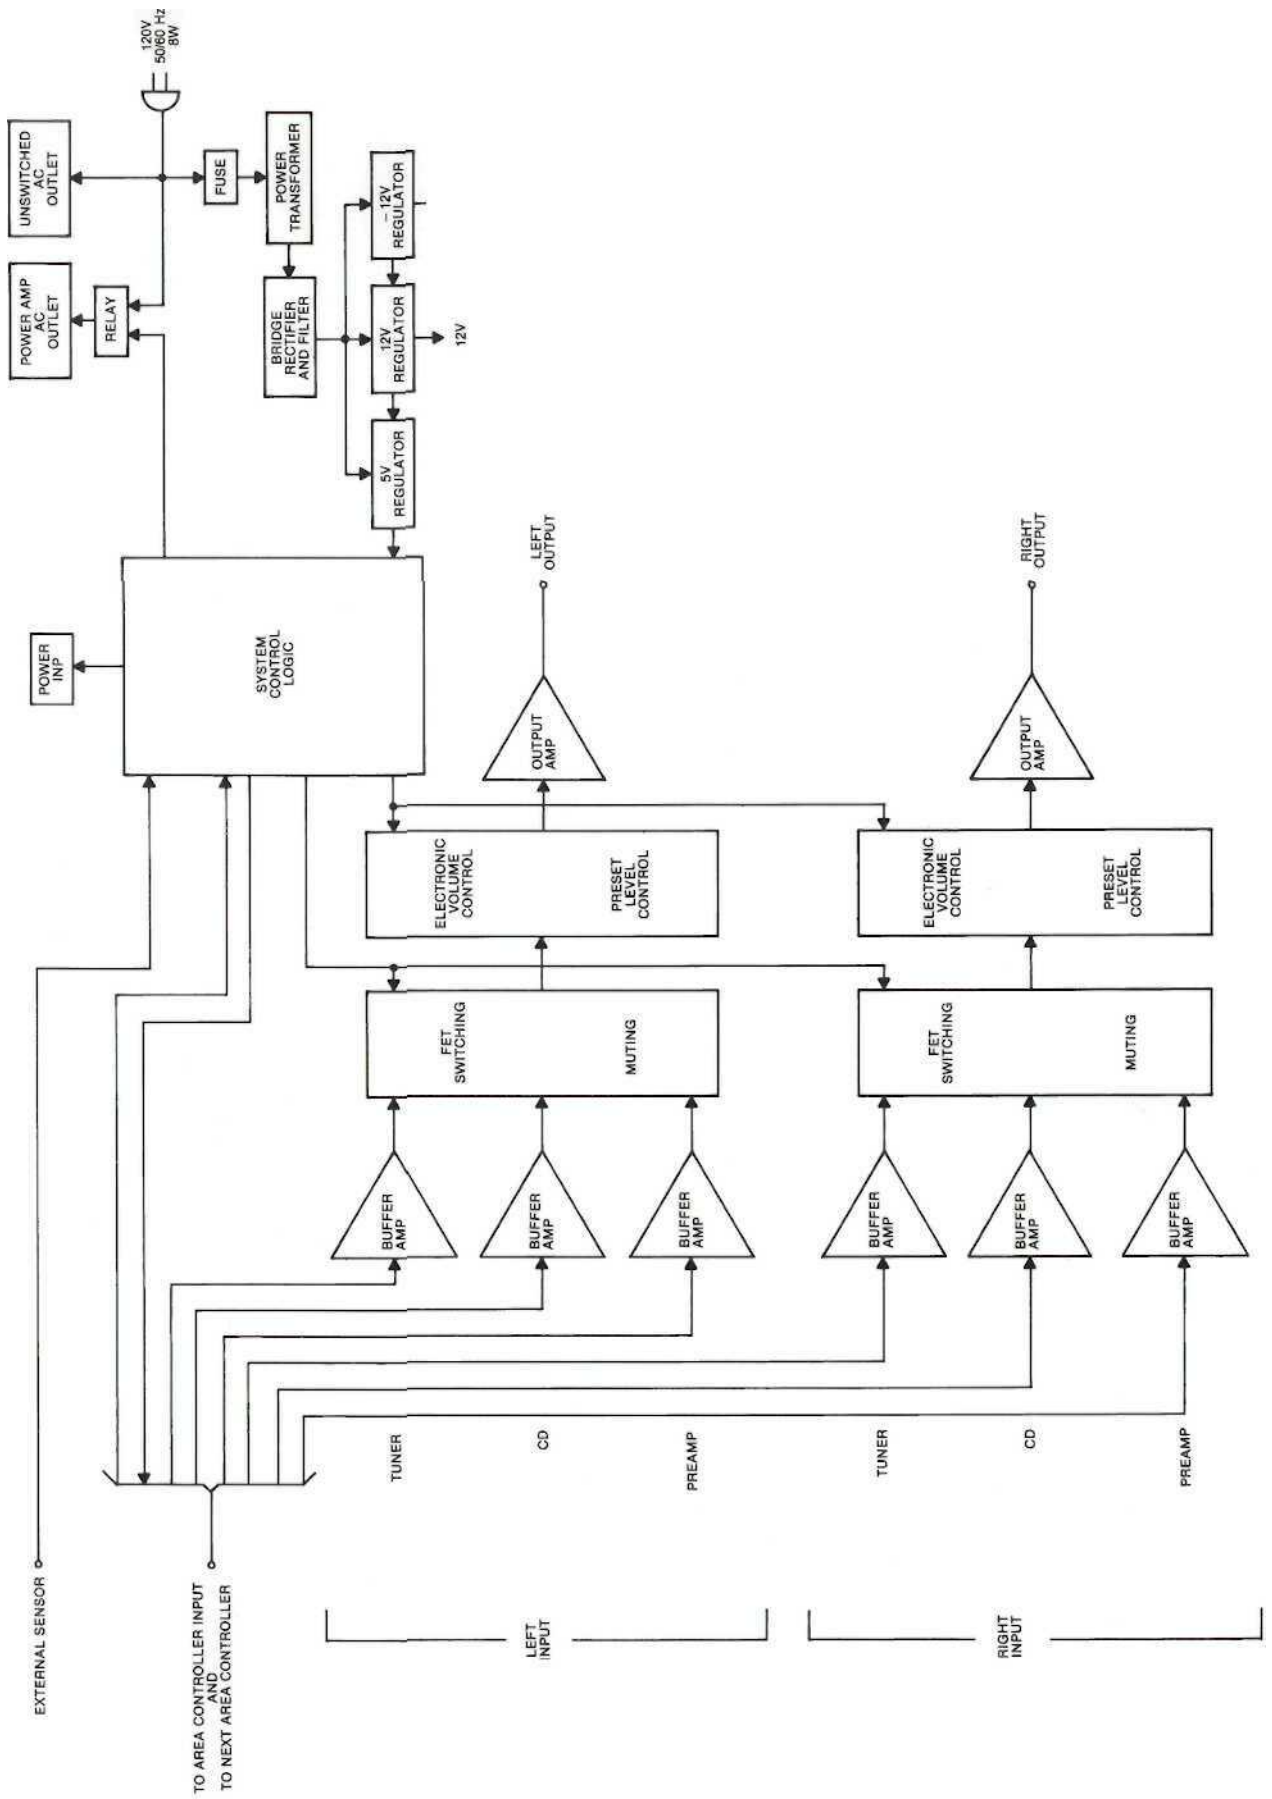 EXTERNAL SENSOR
TO AREA CONTROLLER INPUT
AND
TO NEXT AREA CONTROLLER
POWER
INP
SYSTEM
CONTROL
LOGIC
POWER AMP
AC
OUTLET
UNSWITCHED
AC
OUTLET
RELAY
120V
50/60 Hz
8W
FUSE
POWER
TRANSFORMER
BRIDGE
RECTIFIER
AND FILTER
5V
REGULATOR
12V
REGULATOR
-12V
REGULATOR
12V
LEFT
INPUT
TUNER
CD
PREAMP
BUFFER
AMP
BUFFER
AMP
BUFFER
AMP
FET
SWITCHING
MUTING
ELECTRONIC
VOLUME
CONTROL
PRESET
LEVEL
CONTROL
OUTPUT
AMP
LEFT
OUTPUT
RIGHT
INPUT
TUNER
CD
PREAMP
BUFFER
AMP
BUFFER
AMP
BUFFER
AMP
FET
SWITCHING
MUTING
ELECTRONIC
VOLUME
CONTROL
PRESET
LEVEL
CONTROL
OUTPUT
AMP
RIGHT
OUTPUT